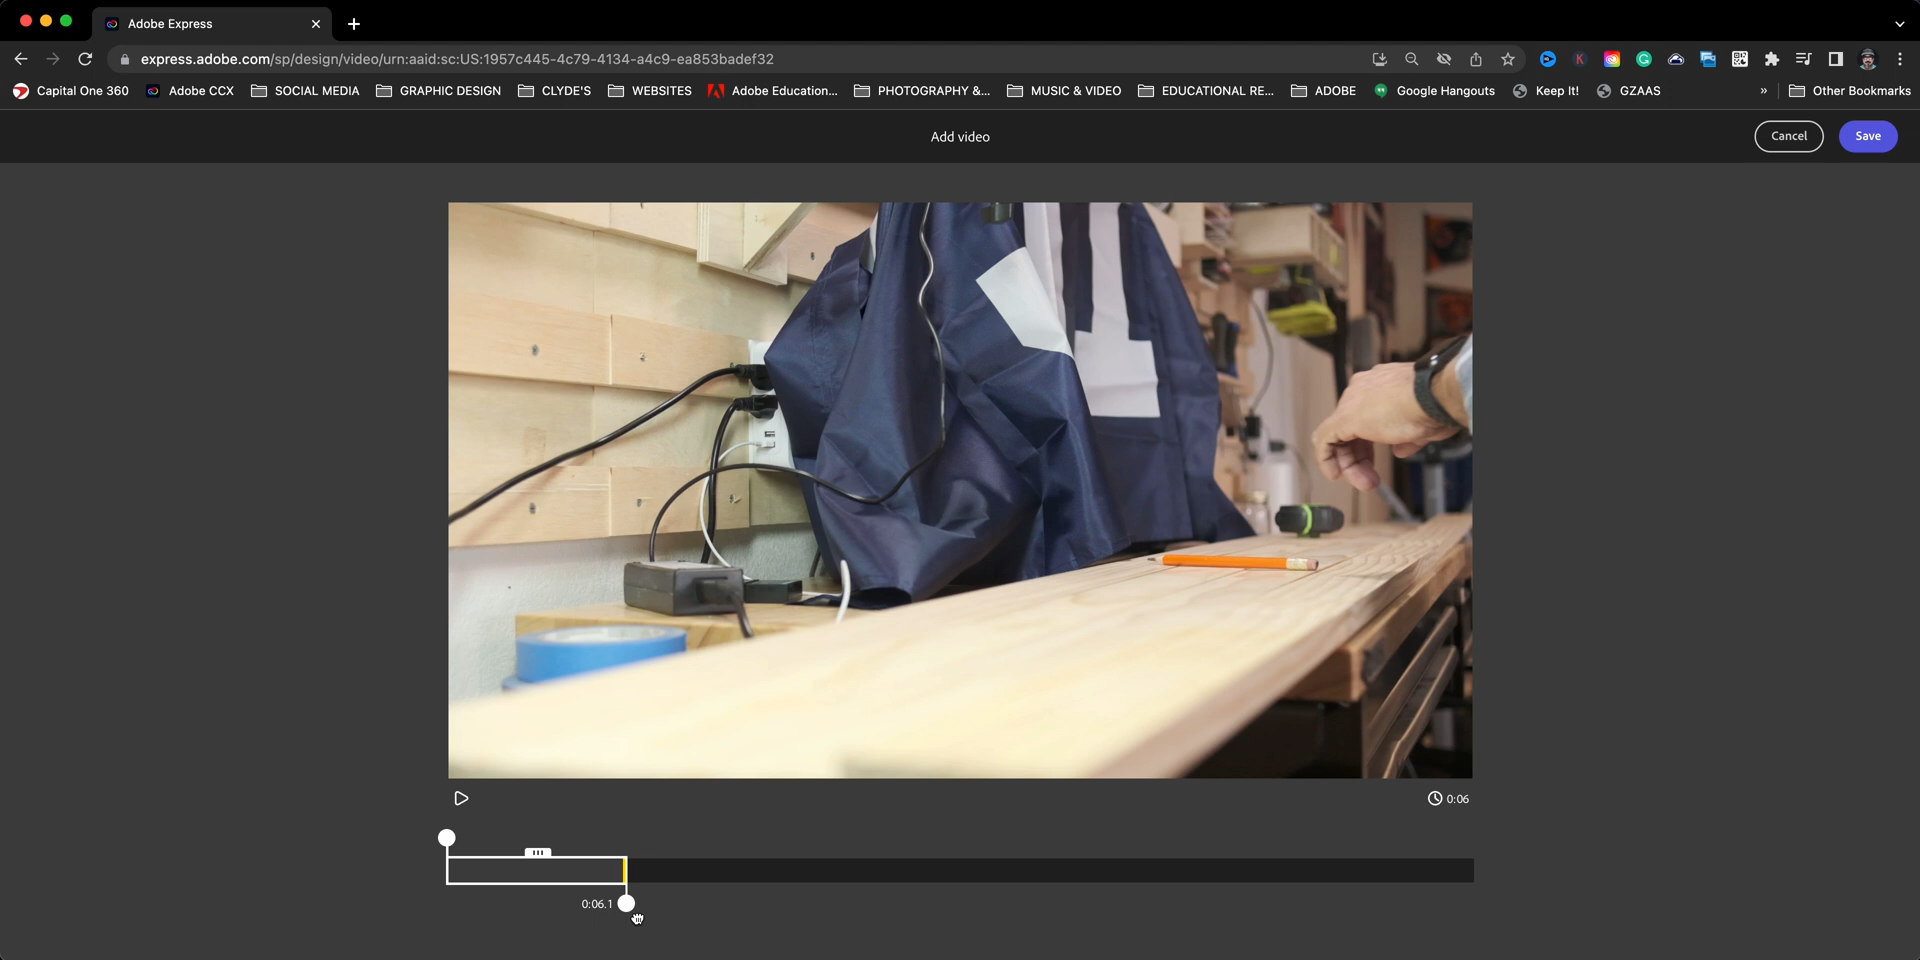 Adobe Express
express.adobe.com/sp/design/video/urn:aaid:sc:US:1957c445-4c79-4134-a4c9-ea853badef32
Capital One 360 Adobe CCX SOCIAL MEDIA GRAPHIC DESIGN CLYDE'S WEBSITES Adobe Education... PHOTOGRAPHY &... MUSIC & VIDEO EDUCATIONAL RE... ADOBE Google Hangouts Keep It! GZAAS » Other Bookmarks
Add video
Cancel Save
0:06
0:06.1